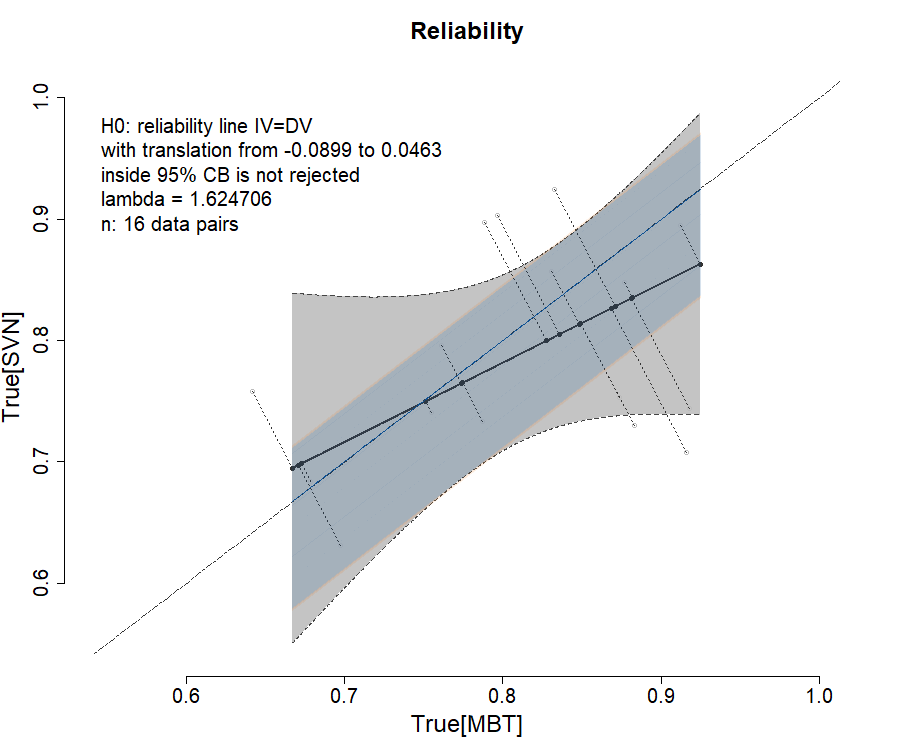 Reliability
H0: reliability line IV=DV
with translation from -0.0899 to 0.0463
inside 95% CB is not rejected
lambda = 1.624706
n: 16 data pairs
True[SVN]
1.0
0.9
0.8
0.7
0.6
0.6 0.7 0.8 0.9 1.0
True[MBT]